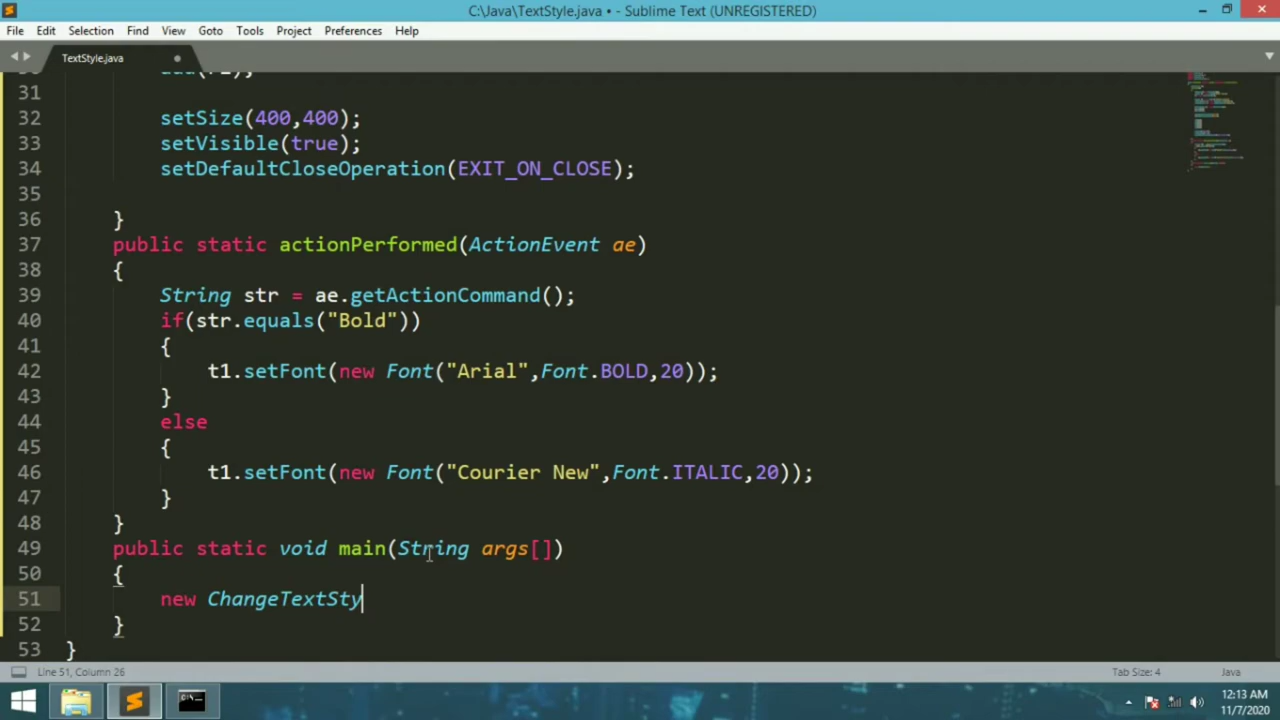 C:\Java\TextStyle.java • - Sublime Text (UNREGISTERED)
File Edit Selection Find View Goto Tools Project Preferences Help
TextStyle.java
31
32 setSize(400,400);
33 setVisible(true);
34 setDefaultCloseOperation(EXIT_ON_CLOSE);
35
36 }
37 public static actionPerformed(ActionEvent ae)
38 {
39 String str = ae.getActionCommand();
40 if(str.equals("Bold"))
41 {
42 t1.setFont(new Font("Arial",Font.BOLD,20));
43 }
44 else
45 {
46 t1.setFont(new Font("Courier New",Font.ITALIC,20));
47 }
48 }
49 public static void main(String args[])
50 {
51 new ChangeTextSty
52 }
53 }
Line 51, Column 26 Tab Size: 4 Java
12:13 AM
11/7/2020